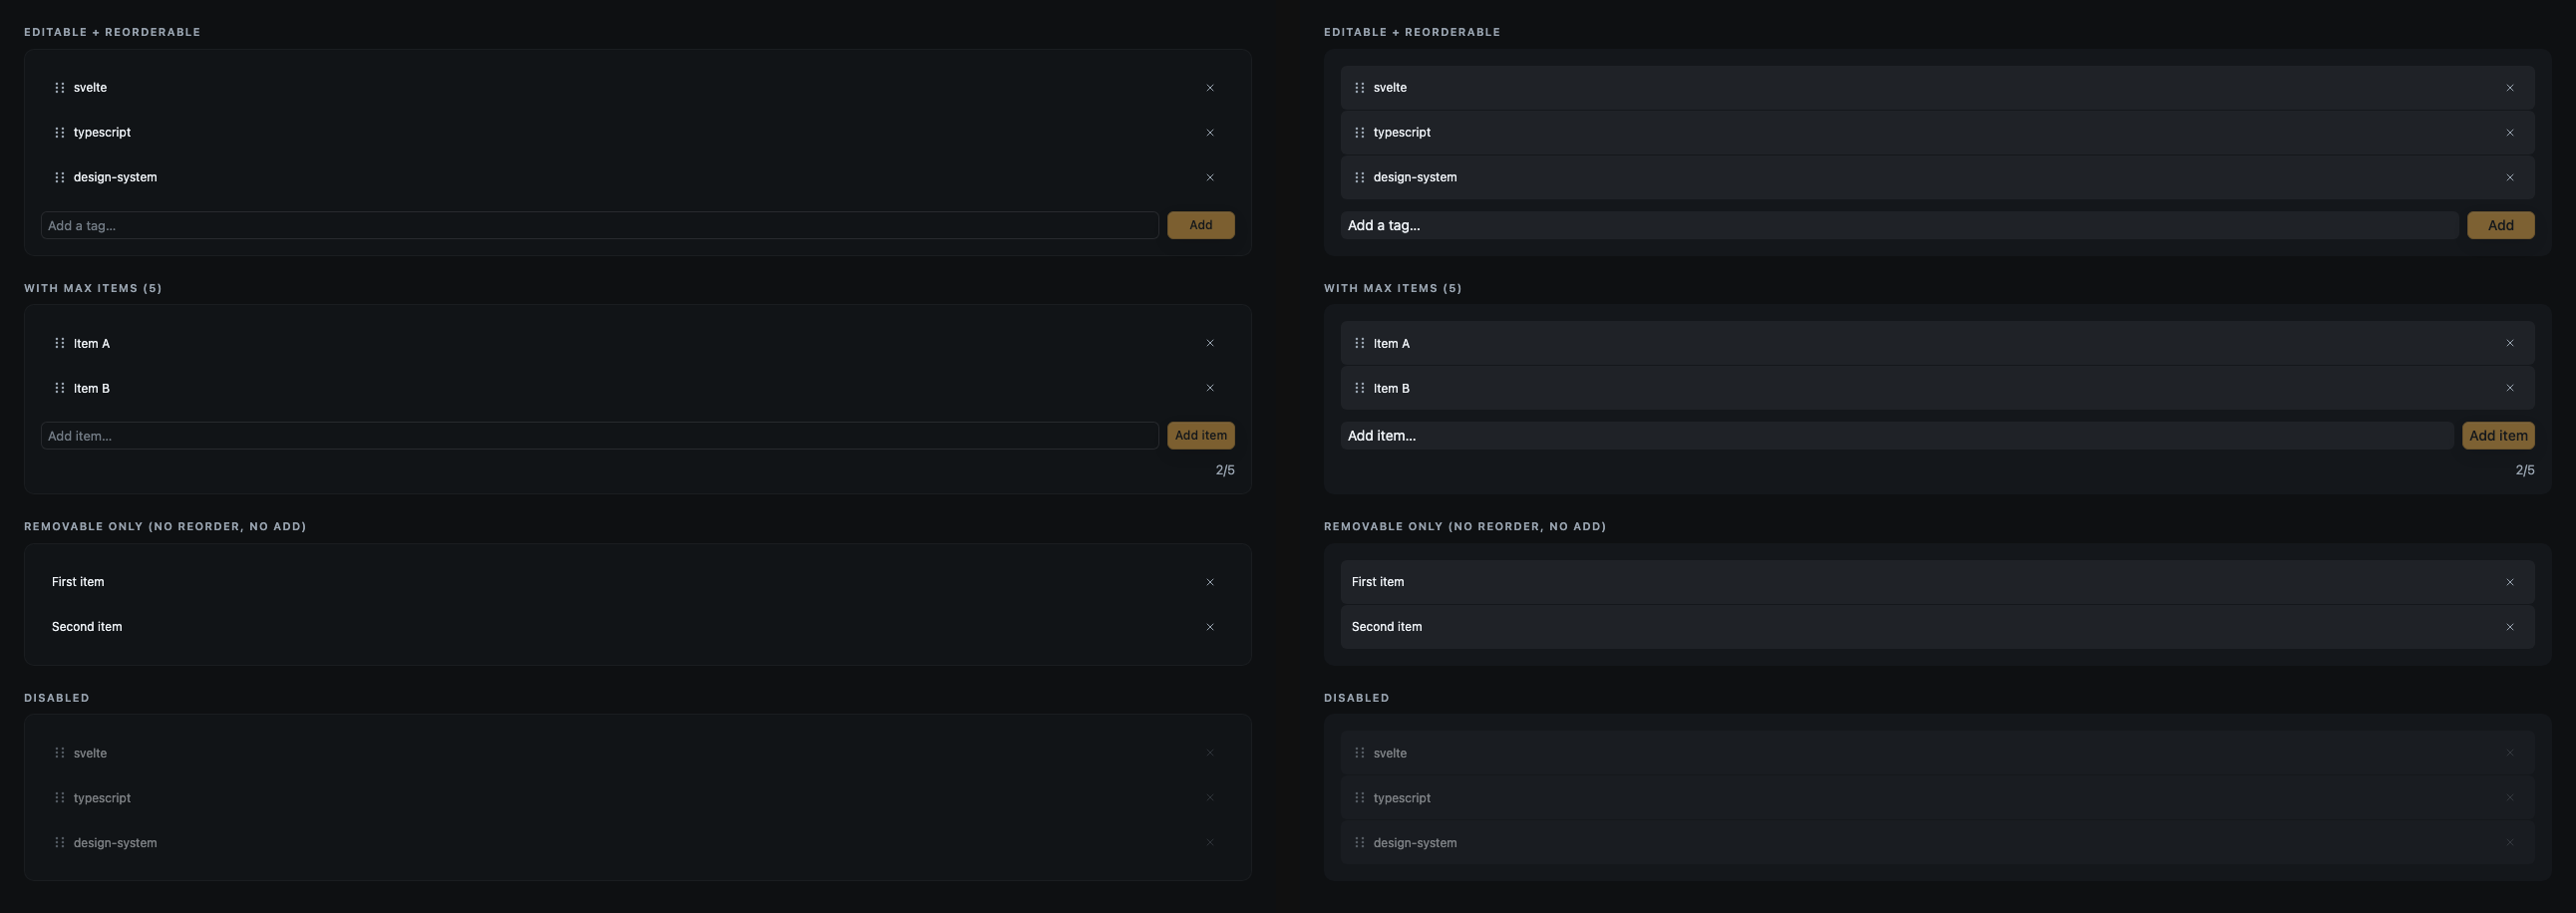 EDITABLE + REORDERABLE
svelte
typescript
design-system
Add a tag...
Add
WITH MAX ITEMS (5)
Item A
Item B
Add item...
Add item
2/5
REMOVABLE ONLY (NO REORDER, NO ADD)
First item
Second item
DISABLED
svelte
typescript
design-system
EDITABLE + REORDERABLE
svelte
typescript
design-system
Add a tag...
Add
WITH MAX ITEMS (5)
Item A
Item B
Add item...
Add item
2/5
REMOVABLE ONLY (NO REORDER, NO ADD)
First item
Second item
DISABLED
svelte
typescript
design-system